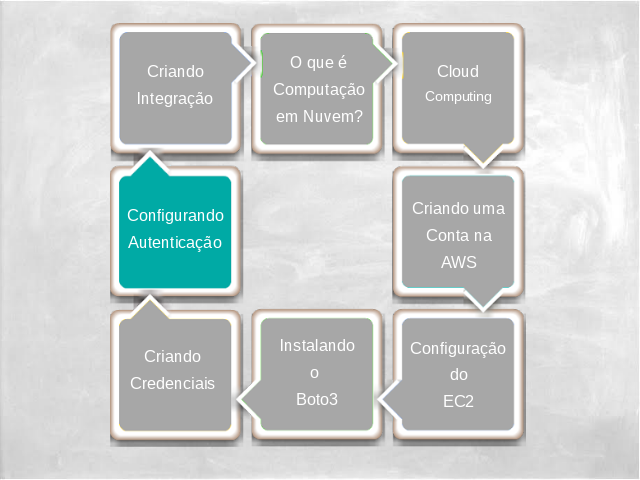 Criando
Integração
O que é
Computação
em Nuvem?
Cloud
Computing
Configurando
Autenticação
Criando uma
Conta na
AWS
Criando
Credenciais
Instalando
o
Boto3
Configuração
do
EC2